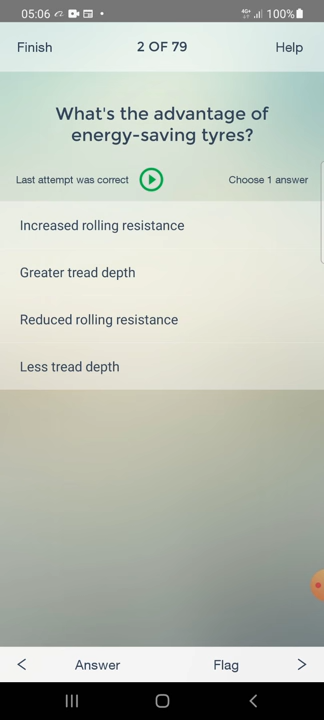 05:06 4G+ 100%
Finish 2 OF 79 Help
What's the advantage of
energy-saving tyres?
Last attempt was correct Choose 1 answer
Increased rolling resistance
Greater tread depth
Reduced rolling resistance
Less tread depth
< Answer Flag >